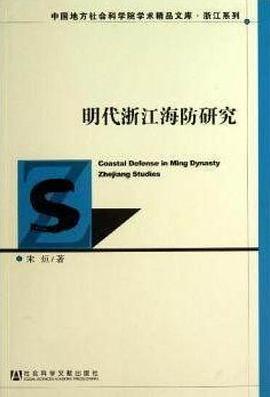 中国地方社会科学院学术精品文库·浙江系列
明代浙江海防研究
Coastal Defense in Ming Dynasty
Zhejiang Studies
Z
S
宋烜/著
社会科学文献出版社
SOCIAL SCIENCES ACADEMIC PRESS(CHINA)